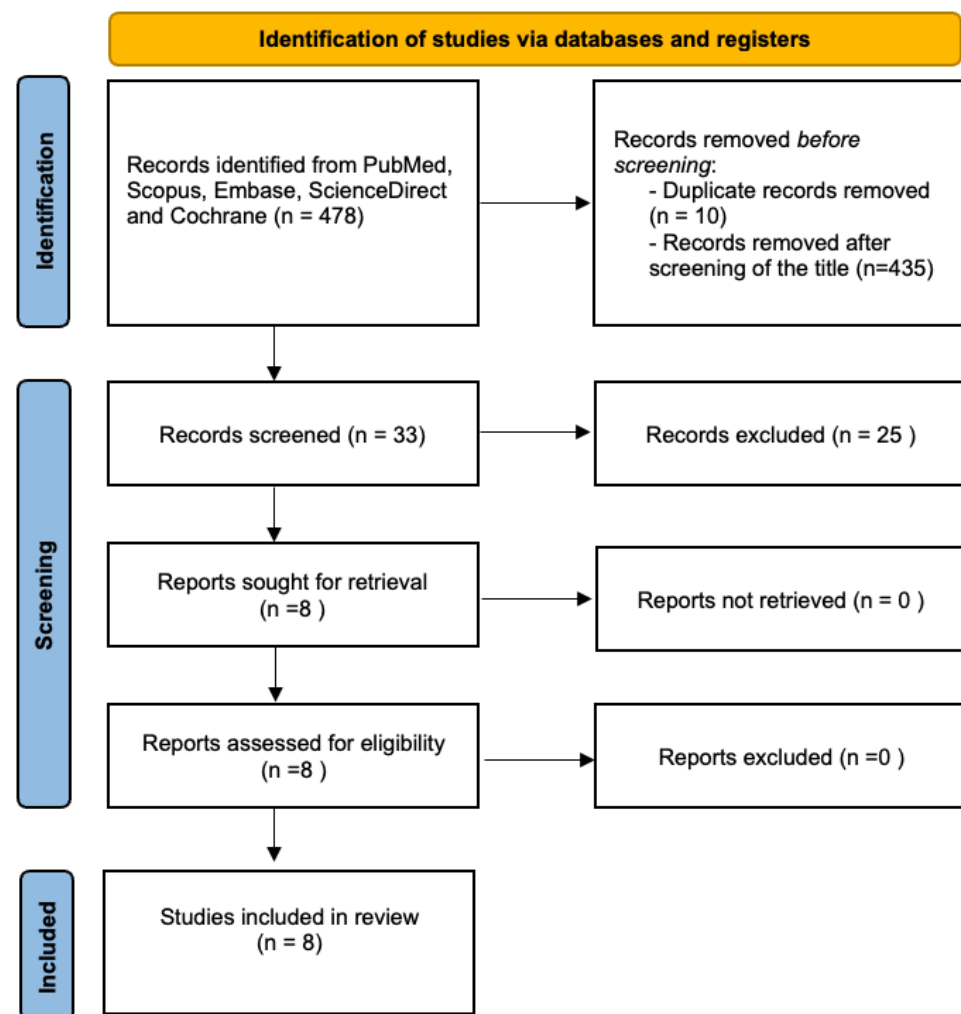 Identification of studies via databases and registers
Identification
Records identified from PubMed,
Scopus, Embase, ScienceDirect
and Cochrane (n = 478)
Records removed before
screening:
- Duplicate records removed
(n = 10)
- Records removed after
screening of the title (n=435)
Screening
Records screened (n = 33)
Records excluded (n = 25 )
Reports sought for retrieval
(n =8 )
Reports not retrieved (n = 0 )
Reports assessed for eligibility
(n =8 )
Reports excluded (n =0 )
Included
Studies included in review
(n = 8)